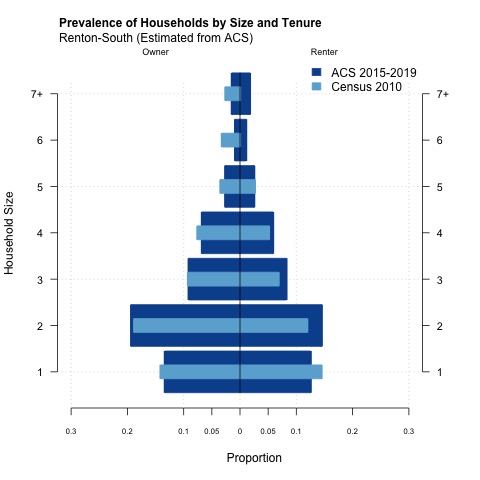 Prevalence of Households by Size and Tenure
Renton-South (Estimated from ACS)
Owner Renter
ACS 2015-2019
Census 2010
7+ 7+
6 6
5 5
4 4
3 3
2 2
1 1
Household Size
0.3 0.2 0.1 0.05 0 0.05 0.1 0.2 0.3
Proportion